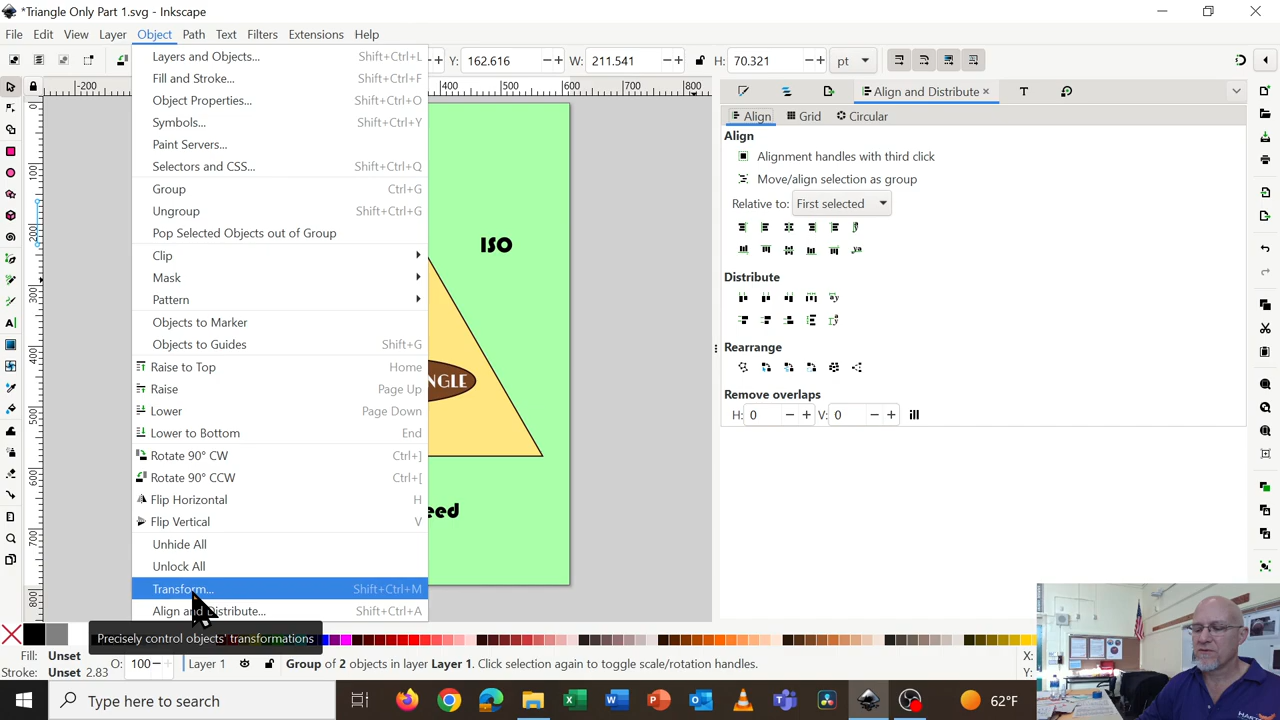 *Triangle Only Part 1.svg - Inkscape
File Edit View Layer Object Path Text Filters Extensions Help
Y: 162.616 W: 211.541 H: 70.321 pt
-200 400 500 600 700 800
Layers and Objects... Shift+Ctrl+L
Fill and Stroke... Shift+Ctrl+F
Object Properties... Shift+Ctrl+O
Symbols... Shift+Ctrl+Y
Paint Servers...
Selectors and CSS... Shift+Ctrl+Q
Group Ctrl+G
Ungroup Shift+Ctrl+G
Pop Selected Objects out of Group
Clip
Mask
Pattern
Objects to Marker
Objects to Guides Shift+G
Raise to Top Home
Raise Page Up
Lower Page Down
Lower to Bottom End
Rotate 90° CW Ctrl+]
Rotate 90° CCW Ctrl+[
Flip Horizontal H
Flip Vertical V
Unhide All
Unlock All
Transform... Shift+Ctrl+M
Align and Distribute... Shift+Ctrl+A
Precisely control objects' transformations
ISO
NGLE
eed
Align and Distribute
Align Grid Circular
Align
Alignment handles with third click
Move/align selection as group
Relative to: First selected
Distribute
Rearrange
Remove overlaps
H: 0 V: 0
Fill: Unset
Stroke: Unset 2.83
O: 100
Layer 1
Group of 2 objects in layer Layer 1. Click selection again to toggle scale/rotation handles.
X:
Y:
Type here to search
62°F